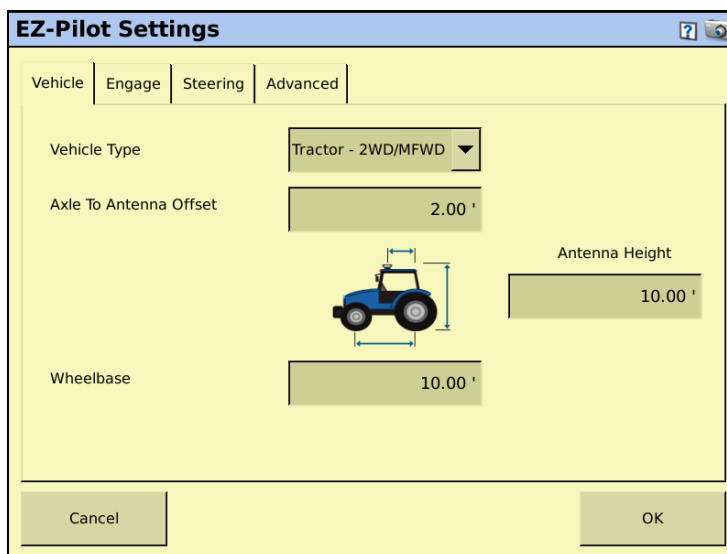 EZ-Pilot Settings
?
Vehicle Engage Steering Advanced
Vehicle Type
Tractor - 2WD/MFWD
Axle To Antenna Offset
2.00 '
Antenna Height
10.00 '
Wheelbase
10.00 '
Cancel
OK